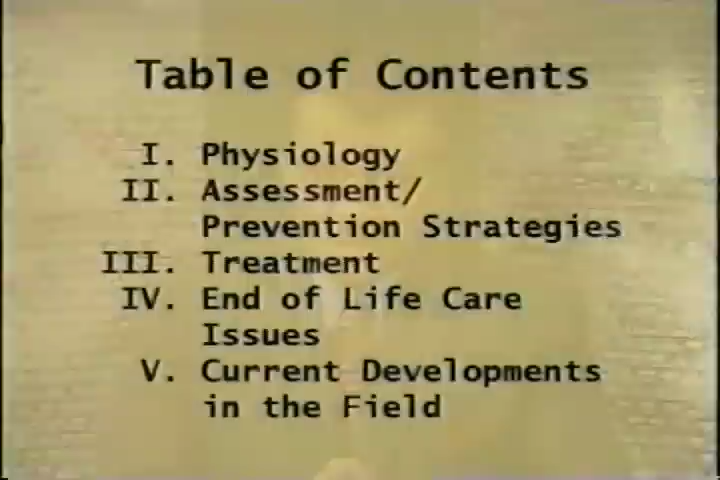 Table of Contents
I. Physiology
II. Assessment/
Prevention Strategies
III. Treatment
IV. End of Life Care
Issues
V. Current Developments
in the Field